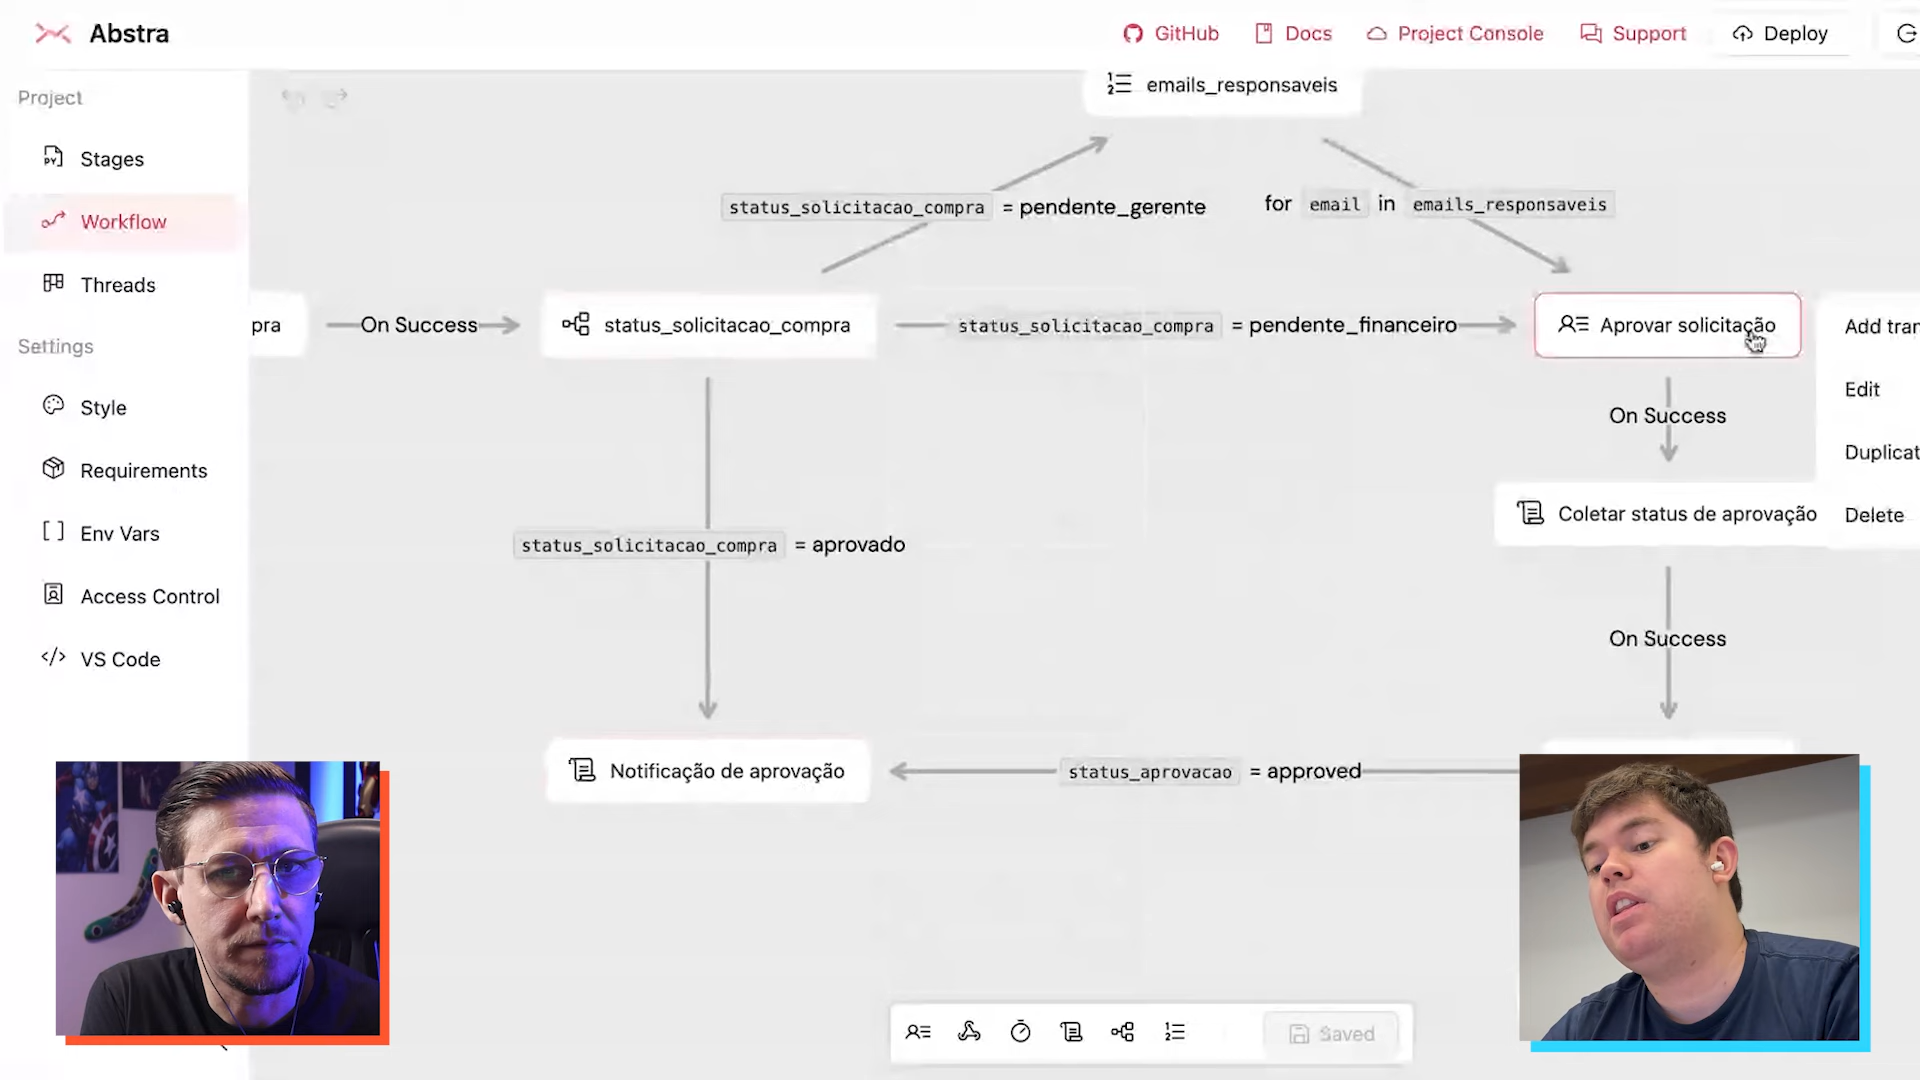 Abstra
GitHub
Docs
Project Console
Support
Deploy
Project
Stages
Workflow
Threads
Settings
Style
Requirements
Env Vars
Access Control
VS Code
emails_responsaveis
status_solicitacao_compra = pendente_gerente
for email in emails_responsaveis
pra
On Success
status_solicitacao_compra
status_solicitacao_compra = pendente_financeiro
Aprovar solicitação
Add tran
Edit
Duplicat
Delete
On Success
Coletar status de aprovação
status_solicitacao_compra = aprovado
On Success
Notificação de aprovação
status_aprovacao = approved
Saved